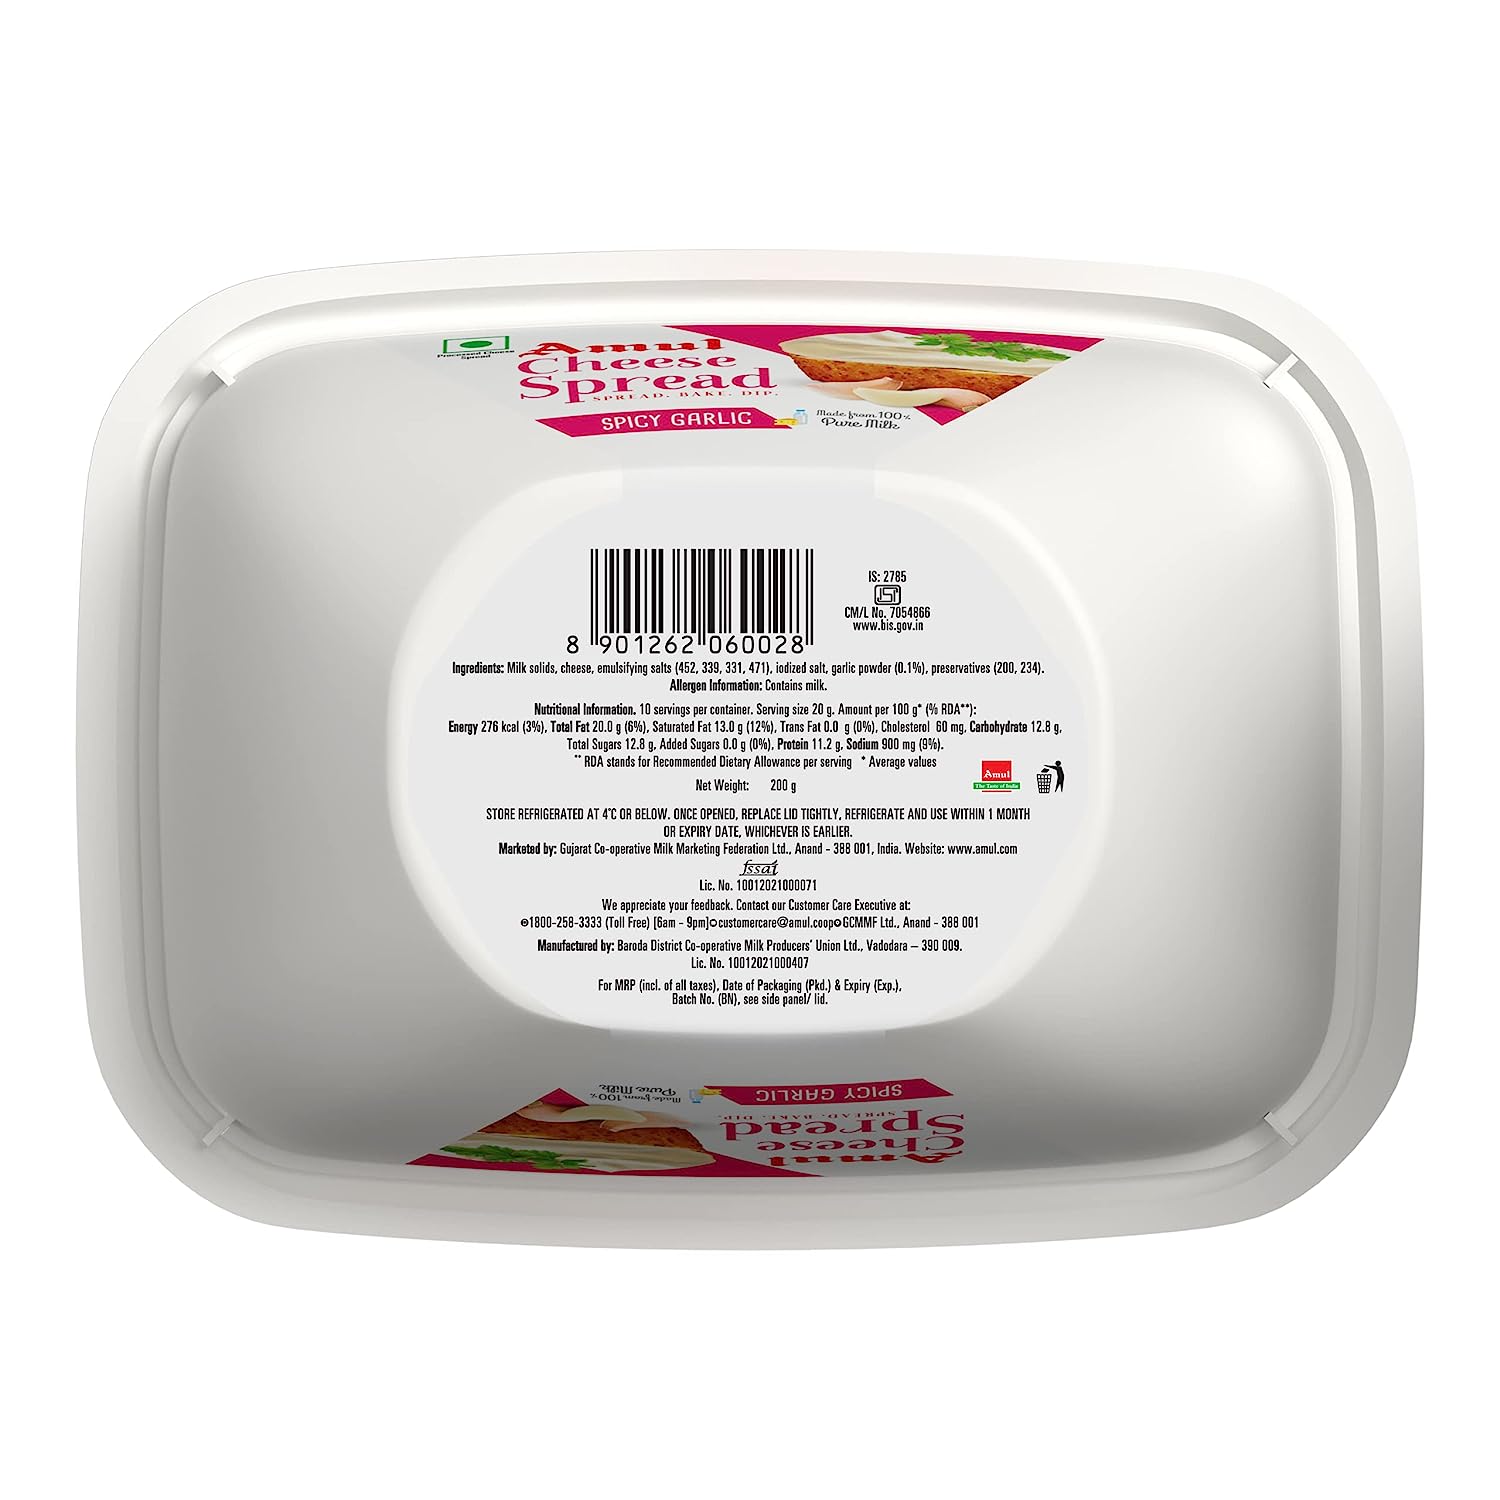 Processed Cheese
Spread
Amul
Cheese
Spread
SPREAD. BAKE. DIP.
SPICY GARLIC
Made from 100%
Pure Milk
IS: 2785
ISI
CM/L No. 7054866
www.bis.gov.in
8 901262 060028
Ingredients: Milk solids, cheese, emulsifying salts (452, 339, 331, 471), iodized salt, garlic powder (0.1%), preservatives (200, 234).
Allergen Information: Contains milk.
Nutritional Information. 10 servings per container. Serving size 20 g. Amount per 100 g* (% RDA**):
Energy 276 kcal (3%), Total Fat 20.0 g (6%), Saturated Fat 13.0 g (12%), Trans Fat 0.0 g (0%), Cholesterol 60 mg, Carbohydrate 12.8 g,
Total Sugars 12.8 g, Added Sugars 0.0 g (0%), Protein 11.2 g, Sodium 900 mg (9%).
** RDA stands for Recommended Dietary Allowance per serving * Average values
Net Weight: 200 g
Amul
The Taste of India
STORE REFRIGERATED AT 4°C OR BELOW. ONCE OPENED, REPLACE LID TIGHTLY, REFRIGERATE AND USE WITHIN 1 MONTH
OR EXPIRY DATE, WHICHEVER IS EARLIER.
Marketed by: Gujarat Co-operative Milk Marketing Federation Ltd., Anand - 388 001, India. Website: www.amul.com
fssai
Lic. No. 10012021000071
We appreciate your feedback. Contact our Customer Care Executive at:
1800-258-3333 (Toll Free) [6am - 9pm] customercare@amul.coop GCMMF Ltd., Anand - 388 001
Manufactured by: Baroda District Co-operative Milk Producers' Union Ltd., Vadodara – 390 009.
Lic. No. 10012021000407
For MRP (incl. of all taxes), Date of Packaging (Pkd.) & Expiry (Exp.),
Batch No. (BN), see side panel/ lid.
Amul
Cheese
Spread
SPREAD. BAKE. DIP.
SPICY GARLIC
Made from 100%
Pure Milk